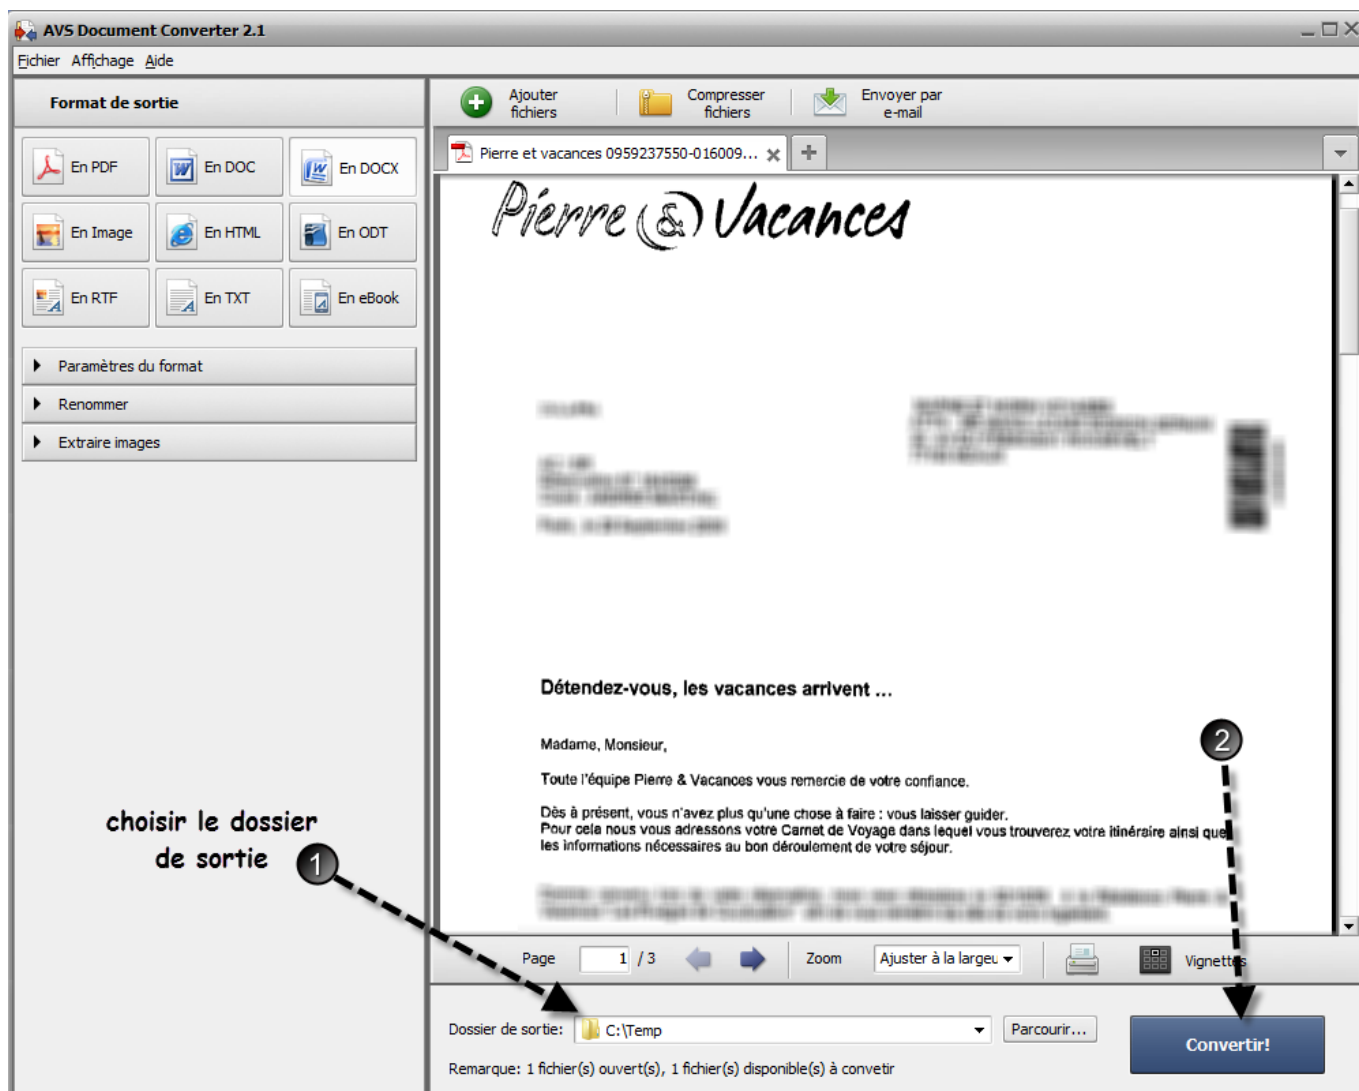 AVS Document Converter 2.1
Fichier Affichage Aide
Format de sortie
En PDF
En DOC
En DOCX
En Image
En HTML
En ODT
En RTF
En TXT
En eBook
Paramètres du format
Renommer
Extraire images
choisir le dossier
de sortie
1
Ajouter
fichiers
Compresser
fichiers
Envoyer par
e-mail
Pierre et vacances 0959237550-016009...
Pierre & Vacances
Détendez-vous, les vacances arrivent ...
Madame, Monsieur,
Toute l'équipe Pierre & Vacances vous remercie de votre confiance.
Dès à présent, vous n'avez plus qu'une chose à faire : vous laisser guider.
Pour cela nous vous adressons votre Carnet de Voyage dans lequel vous trouverez votre itinéraire ainsi que
les informations nécessaires au bon déroulement de votre séjour.
2
Page 1 / 3 Zoom Ajuster à la largeu Vignettes
Dossier de sortie: C:\Temp Parcourir...
Convertir!
Remarque: 1 fichier(s) ouvert(s), 1 fichier(s) disponible(s) à convetir